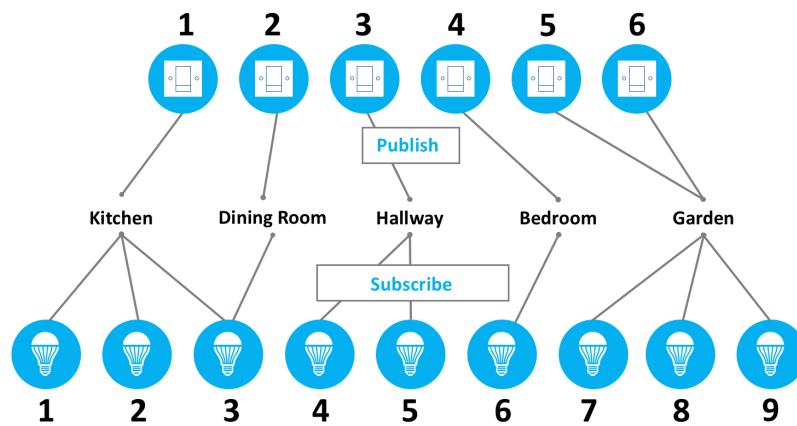 1 2 3 4 5 6
Publish
Kitchen Dining Room Hallway Bedroom Garden
Subscribe
1 2 3 4 5 6 7 8 9